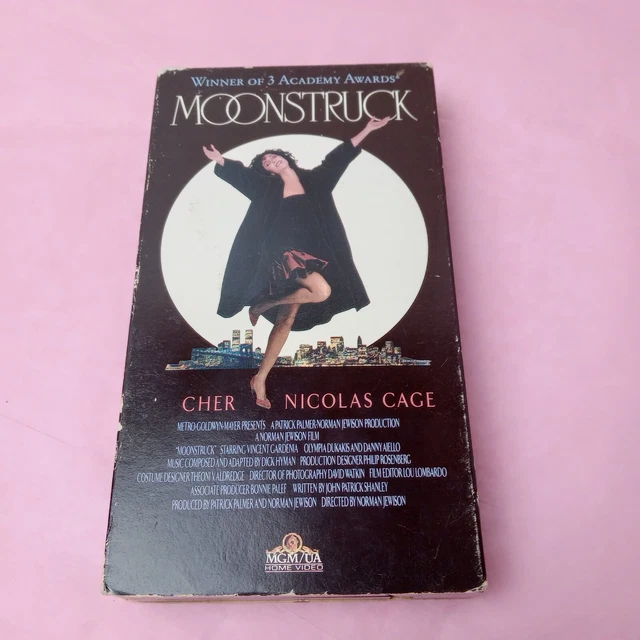 WINNER OF 3 ACADEMY AWARDS®
MOONSTRUCK
CHER NICOLAS CAGE
METRO-GOLDWYN-MAYER PRESENTS A PATRICK PALMER-NORMAN JEWISON PRODUCTION
A NORMAN JEWISON FILM
"MOONSTRUCK" STARRING VINCENT GARDENIA OLYMPIA DUKAKIS AND DANNY AIELLO
MUSIC COMPOSED AND ADAPTED BY DICK HYMAN PRODUCTION DESIGNER PHILIP ROSENBERG
COSTUME DESIGNER THEONI V. ALDREDGE DIRECTOR OF PHOTOGRAPHY DAVID WATKIN FILM EDITOR LOU LOMBARDO
ASSOCIATE PRODUCER BONNIE PALEF WRITTEN BY JOHN PATRICK SHANLEY
PRODUCED BY PATRICK PALMER AND NORMAN JEWISON DIRECTED BY NORMAN JEWISON
MGM/UA
HOME VIDEO